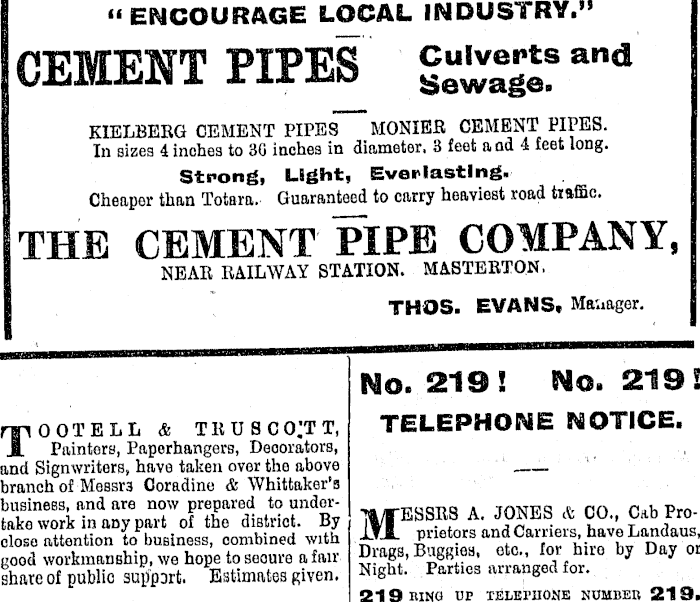 "ENCOURAGE LOCAL INDUSTRY."
CEMENT PIPES
Culverts and
Sewage.
KIELBERG CEMENT PIPES MONIER CEMENT PIPES.
In sizes 4 inches to 36 inches in diameter, 3 feet and 4 feet long.
Strong, Light, Everlasting.
Cheaper than Totara. Guaranteed to carry heaviest road traffic.
THE CEMENT PIPE COMPANY,
NEAR RAILWAY STATION. MASTERTON.
THOS. EVANS, Manager.
TOOTELL & TRUSCOTT,
Painters, Paperhangers, Decorators,
and Signwriters, have taken over the above
branch of Messrs Coradine & Whittaker's
business, and are now prepared to under-
take work in any part of the district. By
close attention to business, combined with
good workmanship, we hope to secure a fair
share of public support. Estimates given.
No. 219! No. 219!
TELEPHONE NOTICE.
MESSRS A. JONES & CO., Cab Pro-
prietors and Carriers, have Landaus,
Drags, Buggies, etc., for hire by Day or
Night. Parties arranged for.
219 RING UP TELEPHONE NUMBER 219.